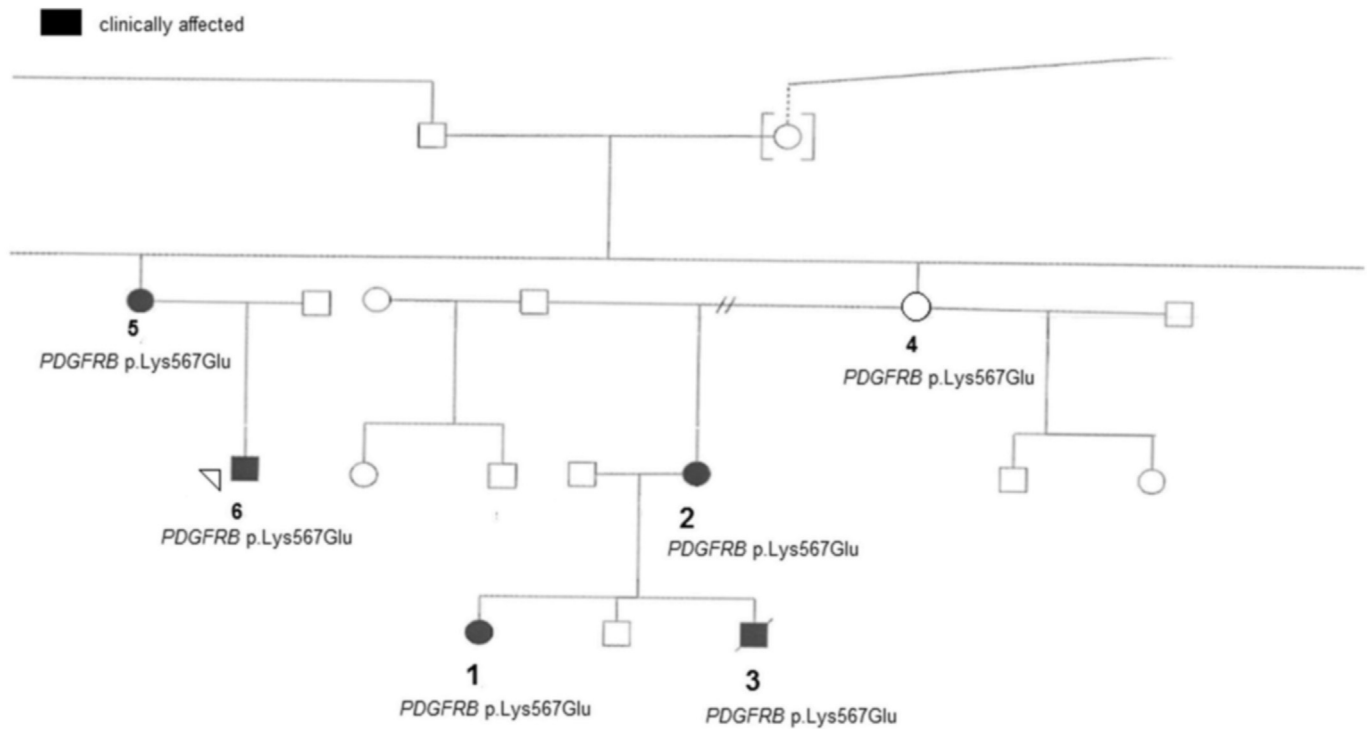 clinically affected
5
PDGFRB p.Lys567Glu
4
PDGFRB p.Lys567Glu
6
PDGFRB p.Lys567Glu
2
PDGFRB p.Lys567Glu
1
PDGFRB p.Lys567Glu
3
PDGFRB p.Lys567Glu